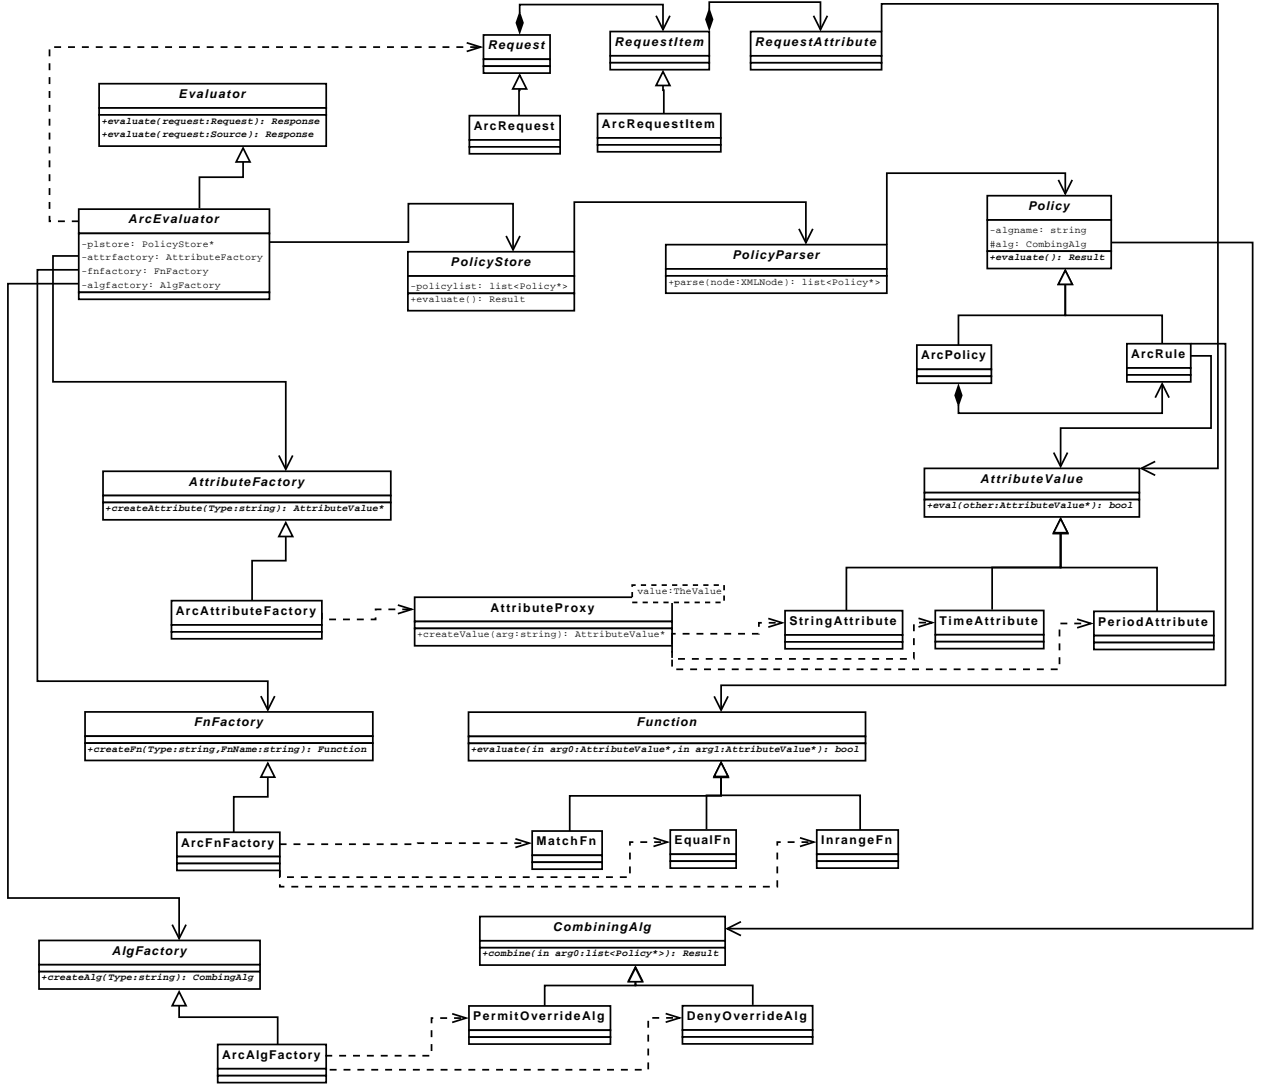 Request
RequestItem
RequestAttribute
Evaluator
+evaluate(request:Request): Response
+evaluate(request:Source): Response
ArcRequest
ArcRequestItem
ArcEvaluator
-plstore: PolicyStore*
-attrfactory: AttributeFactory
-fnfactory: FnFactory
-algfactory: AlgFactory
PolicyStore
-policylist: list<Policy*>
+evaluate(): Result
PolicyParser
+parse(node:XMLNode): list<Policy*>
Policy
-algname: string
#alg: CombingAlg
+evaluate(): Result
ArcPolicy
ArcRule
AttributeFactory
+createAttribute(Type:string): AttributeValue*
AttributeValue
+eval(other:AttributeValue*): bool
ArcAttributeFactory
value:TheValue
AttributeProxy
+createValue(arg:string): AttributeValue*
StringAttribute
TimeAttribute
PeriodAttribute
FnFactory
+createFn(Type:string,FnName:string): Function
Function
+evaluate(in arg0:AttributeValue*,in arg1:AttributeValue*): bool
ArcFnFactory
MatchFn
EqualFn
InrangeFn
AlgFactory
+createAlg(Type:string): CombingAlg
CombiningAlg
+combine(in arg0:list<Policy*>): Result
PermitOverrideAlg
DenyOverrideAlg
ArcAlgFactory